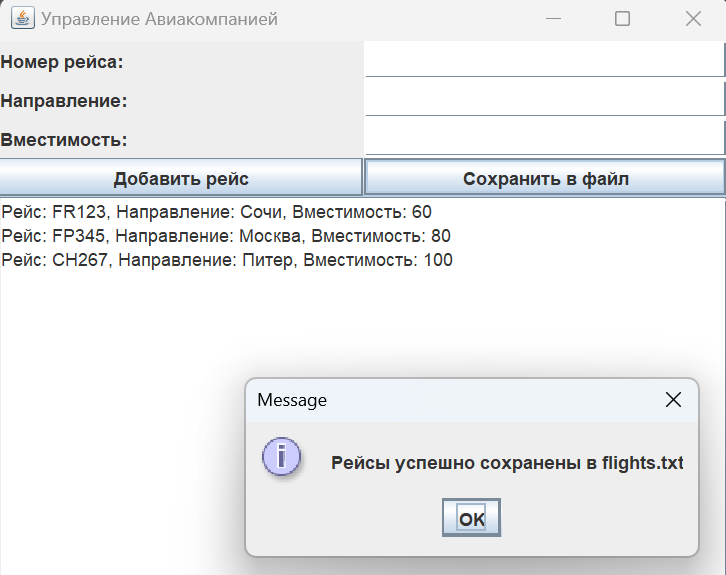 Управление Авиакомпанией
Номер рейса:
Направление:
Вместимость:
Добавить рейс
Сохранить в файл
Рейс: FR123, Направление: Сочи, Вместимость: 60
Рейс: FP345, Направление: Москва, Вместимость: 80
Рейс: CH267, Направление: Питер, Вместимость: 100
Message
Рейсы успешно сохранены в flights.txt
OK